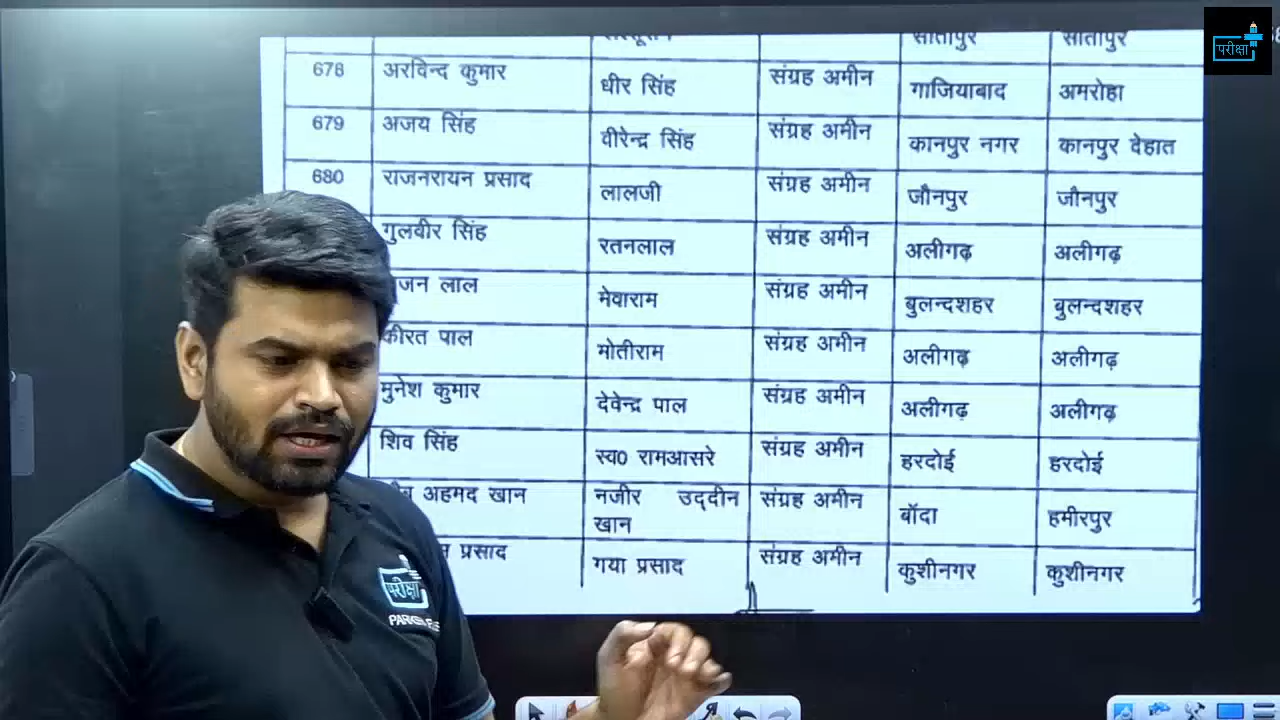 परीक्षा
सीतापुर सीतापुर
678 अरविन्द कुमार धीर सिंह संग्रह अमीन गाजियाबाद अमरोहा
679 अजय सिंह वीरेन्द्र सिंह संग्रह अमीन कानपुर नगर कानपुर देहात
680 राजनरायन प्रसाद लालजी संग्रह अमीन जौनपुर जौनपुर
गुलवीर सिंह रतनलाल संग्रह अमीन अलीगढ़ अलीगढ़
लाल मेवाराम संग्रह अमीन बुलन्दशहर बुलन्दशहर
कीरत पाल मोतीराम संग्रह अमीन अलीगढ़ अलीगढ़
मुनेश कुमार देवेन्द्र पाल संग्रह अमीन अलीगढ़ अलीगढ़
शिव सिंह स्व0 रामआसरे संग्रह अमीन हरदोई हरदोई
अहमद खान नजीर उद्दीन खान संग्रह अमीन बॉदा हमीरपुर
प्रसाद गया प्रसाद संग्रह अमीन कुशीनगर कुशीनगर
परीक्षा